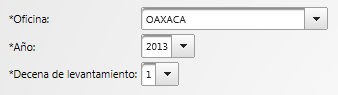 *Oficina: OAXACA
*Año: 2013
*Decena de levantamiento: 1